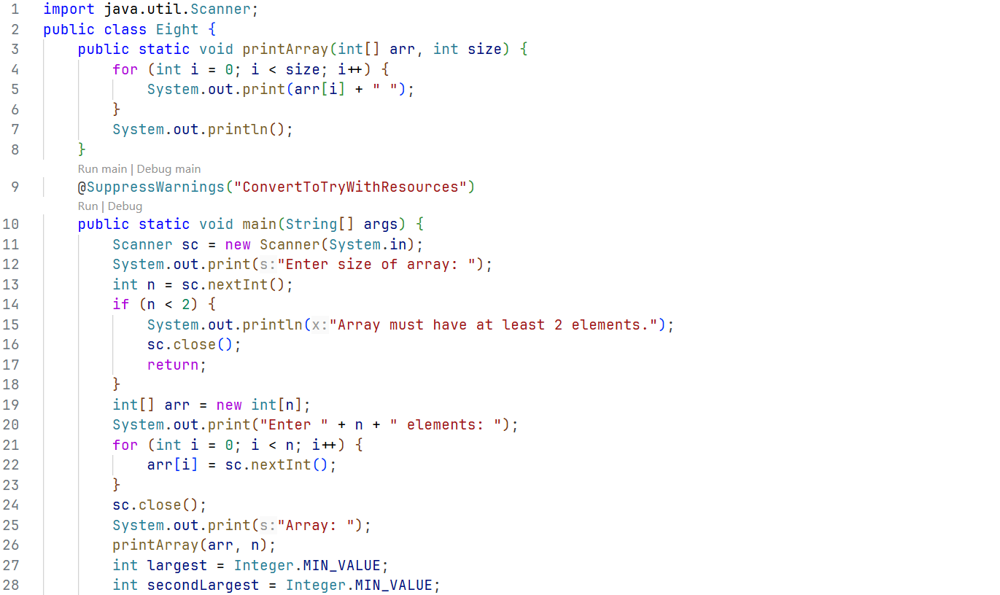 1 import java.util.Scanner;
2 public class Eight {
3     public static void printArray(int[] arr, int size) {
4         for (int i = 0; i < size; i++) {
5             System.out.print(arr[i] + " ");
6         }
7         System.out.println();
8     }
Run main | Debug main
9     @SuppressWarnings("ConvertToTryWithResources")
Run | Debug
10     public static void main(String[] args) {
11         Scanner sc = new Scanner(System.in);
12         System.out.print(s:"Enter size of array: ");
13         int n = sc.nextInt();
14         if (n < 2) {
15             System.out.println(x:"Array must have at least 2 elements.");
16             sc.close();
17             return;
18         }
19         int[] arr = new int[n];
20         System.out.print("Enter " + n + " elements: ");
21         for (int i = 0; i < n; i++) {
22             arr[i] = sc.nextInt();
23         }
24         sc.close();
25         System.out.print(s:"Array: ");
26         printArray(arr, n);
27         int largest = Integer.MIN_VALUE;
28         int secondLargest = Integer.MIN_VALUE;